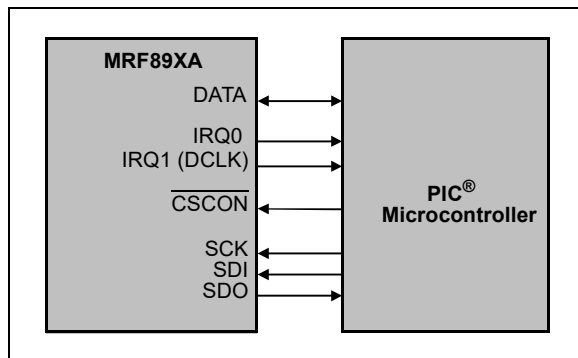 MRF89XA
DATA
IRQ0
IRQ1 (DCLK)
CSCON
SCK
SDI
SDO
PIC®
Microcontroller